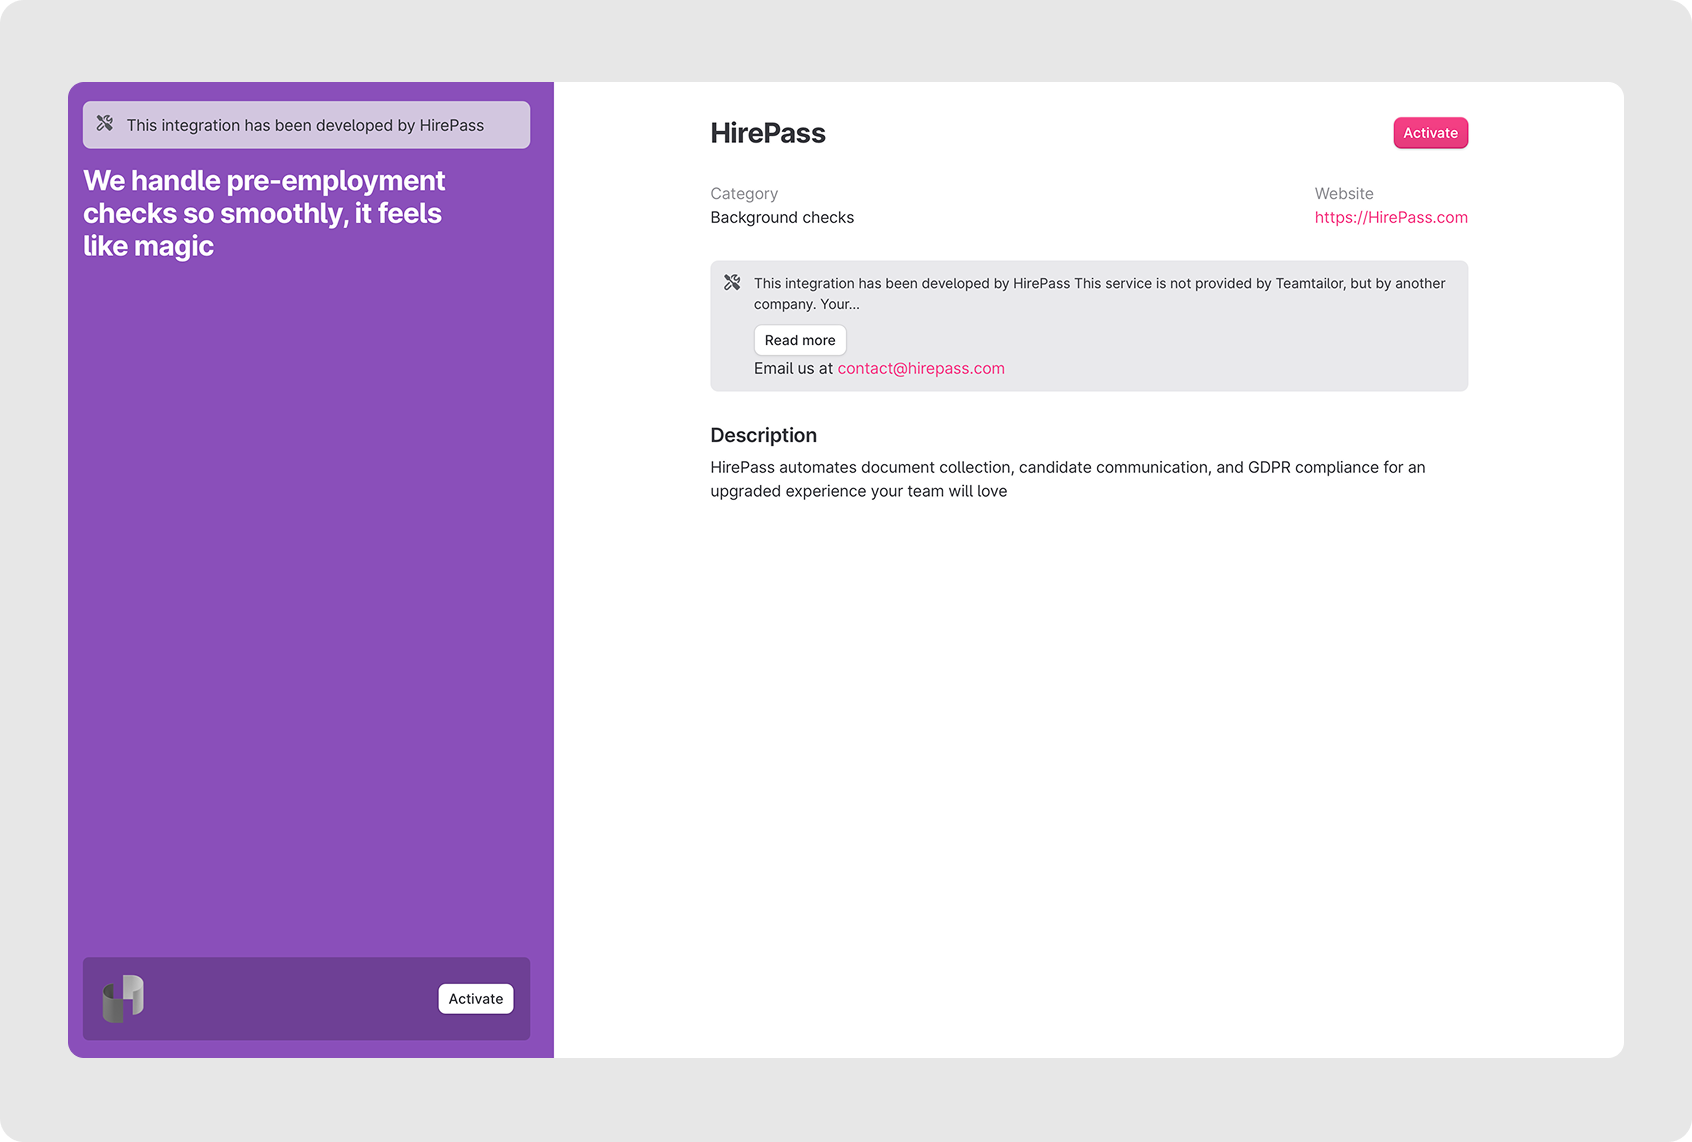 This integration has been developed by HirePass
We handle pre-employment
checks so smoothly, it feels
like magic
Activate
HirePass
Activate
Category
Background checks
Website
https://HirePass.com
This integration has been developed by HirePass This service is not provided by Teamtailor, but by another
company. Your...
Read more
Email us at contact@hirepass.com
Description
HirePass automates document collection, candidate communication, and GDPR compliance for an
upgraded experience your team will love